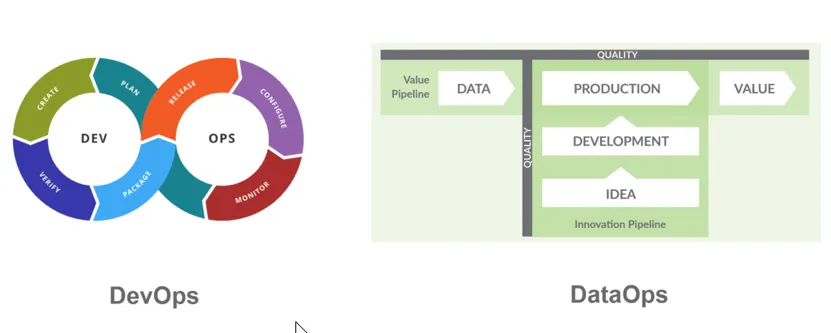 CREATE
PLAN
RELEASE
CONFIGURE
DEV
OPS
VERIFY
PACKAGE
MONITOR
DevOps
QUALITY
Value
Pipeline
DATA
PRODUCTION
VALUE
QUALITY
DEVELOPMENT
IDEA
Innovation Pipeline
DataOps